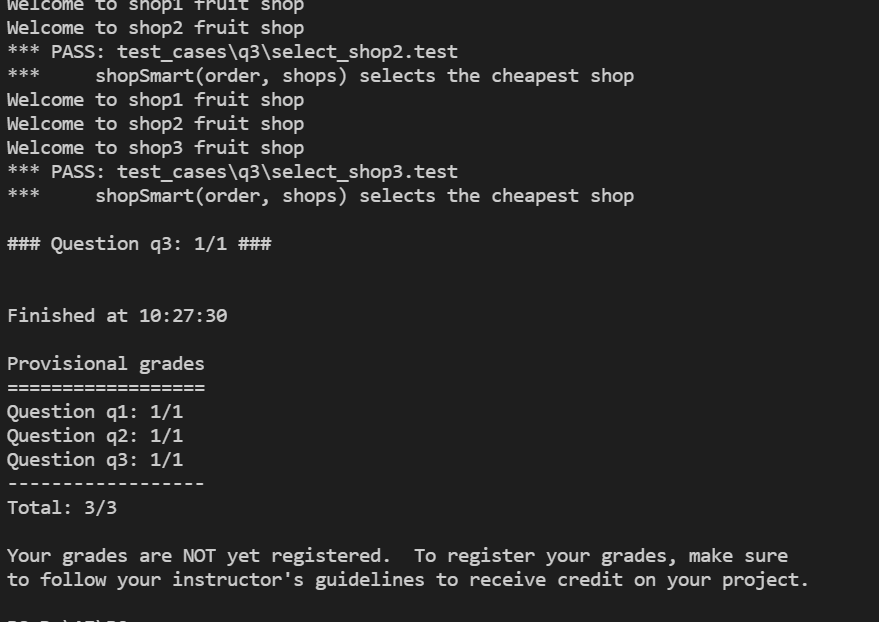 Welcome to shop1 fruit shop
Welcome to shop2 fruit shop
*** PASS: test_cases\q3\select_shop2.test
***     shopSmart(order, shops) selects the cheapest shop
Welcome to shop1 fruit shop
Welcome to shop2 fruit shop
Welcome to shop3 fruit shop
*** PASS: test_cases\q3\select_shop3.test
***     shopSmart(order, shops) selects the cheapest shop
### Question q3: 1/1 ###
Finished at 10:27:30
Provisional grades
==================
Question q1: 1/1
Question q2: 1/1
Question q3: 1/1
------------------
Total: 3/3
Your grades are NOT yet registered.  To register your grades, make sure
to follow your instructor's guidelines to receive credit on your project.